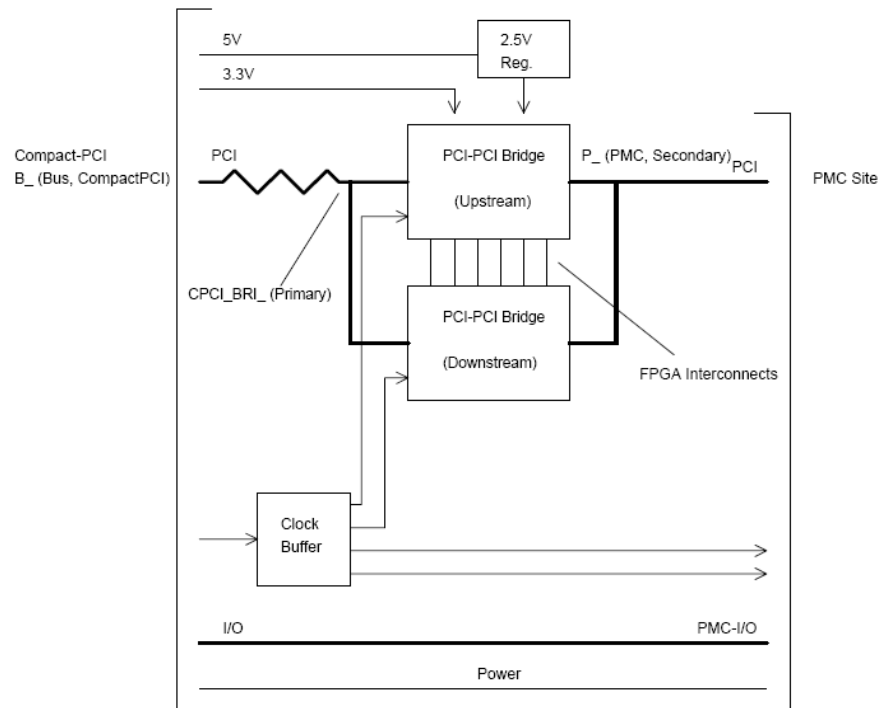 5V
2.5V
Reg.
3.3V
Compact-PCI
B_ (Bus, CompactPCI)
PCI
PCI-PCI Bridge
(Upstream)
P_ (PMC, Secondary)
PCI
PMC Site
CPCI_BRI_ (Primary)
PCI-PCI Bridge
(Downstream)
FPGA Interconnects
Clock
Buffer
I/O
PMC-I/O
Power